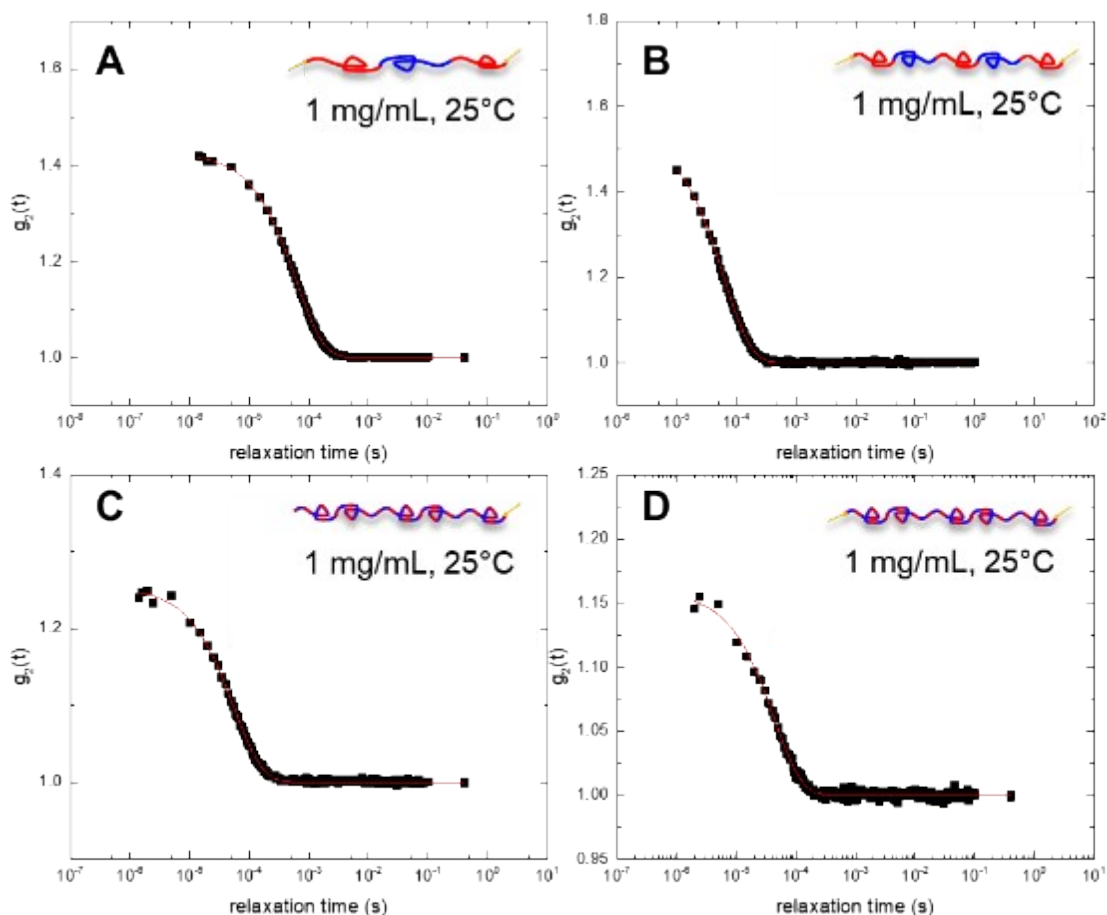 A
1 mg/mL, 25°C
g₂(t)
1.6
1.4
1.2
1.0
10⁻⁸ 10⁻⁷ 10⁻⁶ 10⁻⁵ 10⁻⁴ 10⁻³ 10⁻² 10⁻¹ 10⁰
relaxation time (s)
B
1 mg/mL, 25°C
g₂(t)
1.8
1.6
1.4
1.2
1.0
10⁻⁶ 10⁻⁵ 10⁻⁴ 10⁻³ 10⁻² 10⁻¹ 10⁰ 10¹ 10²
relaxation time (s)
C
1 mg/mL, 25°C
g₂(t)
1.4
1.2
1.0
10⁻⁷ 10⁻⁶ 10⁻⁵ 10⁻⁴ 10⁻³ 10⁻² 10⁻¹ 10⁰ 10¹
relaxation time (s)
D
1 mg/mL, 25°C
g₂(t)
1.25
1.20
1.15
1.10
1.05
1.00
0.95
10⁻⁷ 10⁻⁶ 10⁻⁵ 10⁻⁴ 10⁻³ 10⁻² 10⁻¹ 10⁰ 10¹
relaxation time (s)